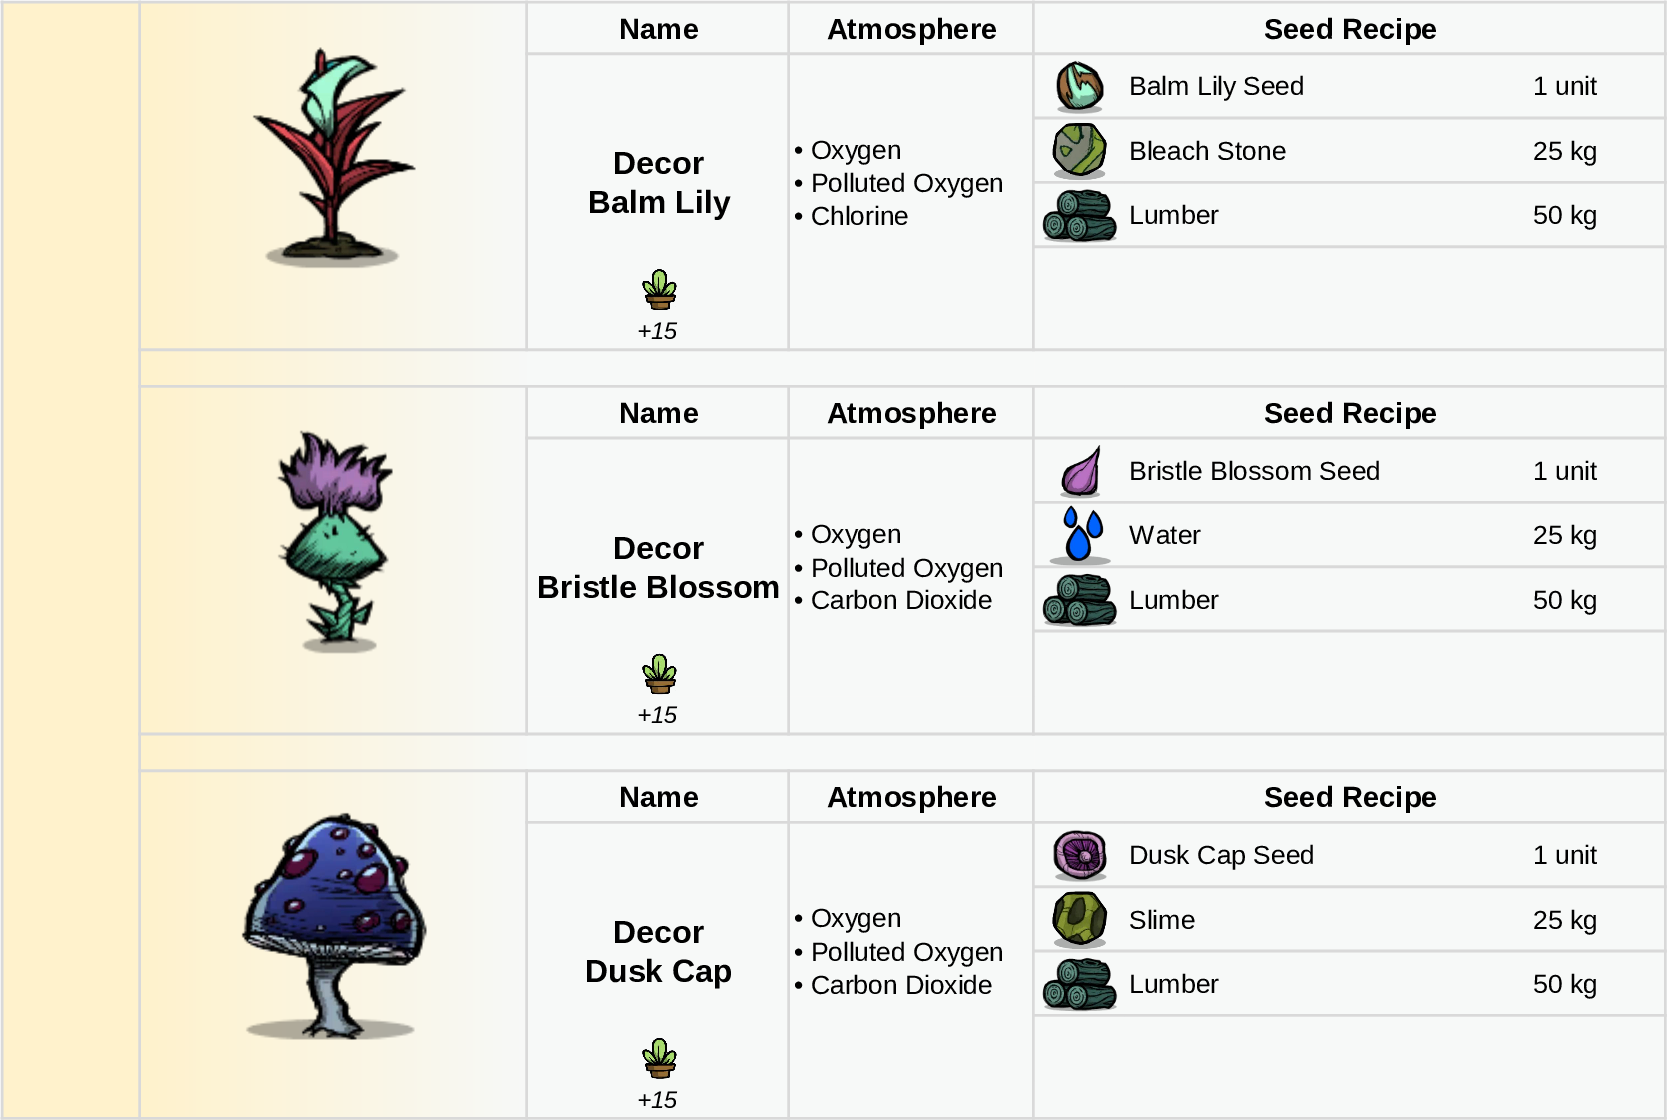 Name Atmosphere Seed Recipe
Decor
Balm Lily
+15
• Oxygen
• Polluted Oxygen
• Chlorine
Balm Lily Seed 1 unit
Bleach Stone 25 kg
Lumber 50 kg
Name Atmosphere Seed Recipe
Decor
Bristle Blossom
+15
• Oxygen
• Polluted Oxygen
• Carbon Dioxide
Bristle Blossom Seed 1 unit
Water 25 kg
Lumber 50 kg
Name Atmosphere Seed Recipe
Decor
Dusk Cap
+15
• Oxygen
• Polluted Oxygen
• Carbon Dioxide
Dusk Cap Seed 1 unit
Slime 25 kg
Lumber 50 kg